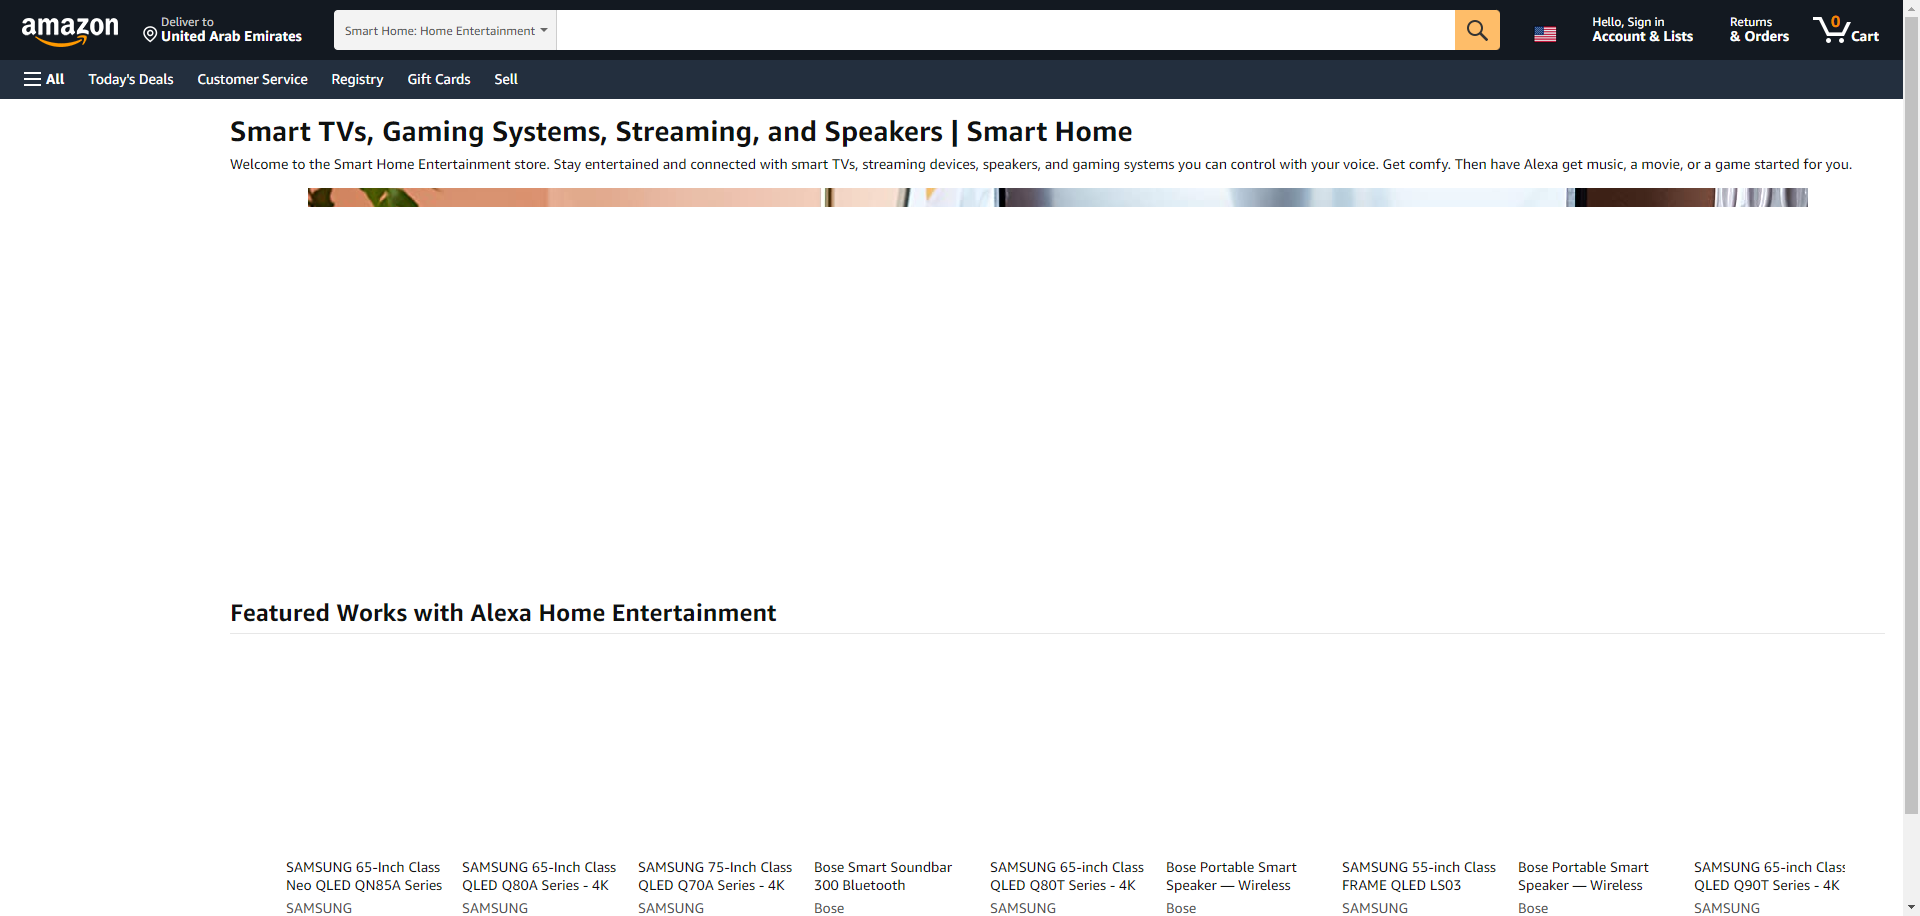 amazon
Deliver to
United Arab Emirates
Smart Home: Home Entertainment
Hello, Sign in
Account & Lists
Returns
& Orders
0
Cart
All
Today's Deals
Customer Service
Registry
Gift Cards
Sell
Smart TVs, Gaming Systems, Streaming, and Speakers | Smart Home
Welcome to the Smart Home Entertainment store. Stay entertained and connected with smart TVs, streaming devices, speakers, and gaming systems you can control with your voice. Get comfy. Then have Alexa get music, a movie, or a game started for you.
Featured Works with Alexa Home Entertainment
SAMSUNG 65-Inch Class
Neo QLED QN85A Series
SAMSUNG
SAMSUNG 65-Inch Class
QLED Q80A Series - 4K
SAMSUNG
SAMSUNG 75-Inch Class
QLED Q70A Series - 4K
SAMSUNG
Bose Smart Soundbar
300 Bluetooth
Bose
SAMSUNG 65-inch Class
QLED Q80T Series - 4K
SAMSUNG
Bose Portable Smart
Speaker — Wireless
Bose
SAMSUNG 55-inch Class
FRAME QLED LS03
SAMSUNG
Bose Portable Smart
Speaker — Wireless
Bose
SAMSUNG 65-inch Class
QLED Q90T Series - 4K
SAMSUNG